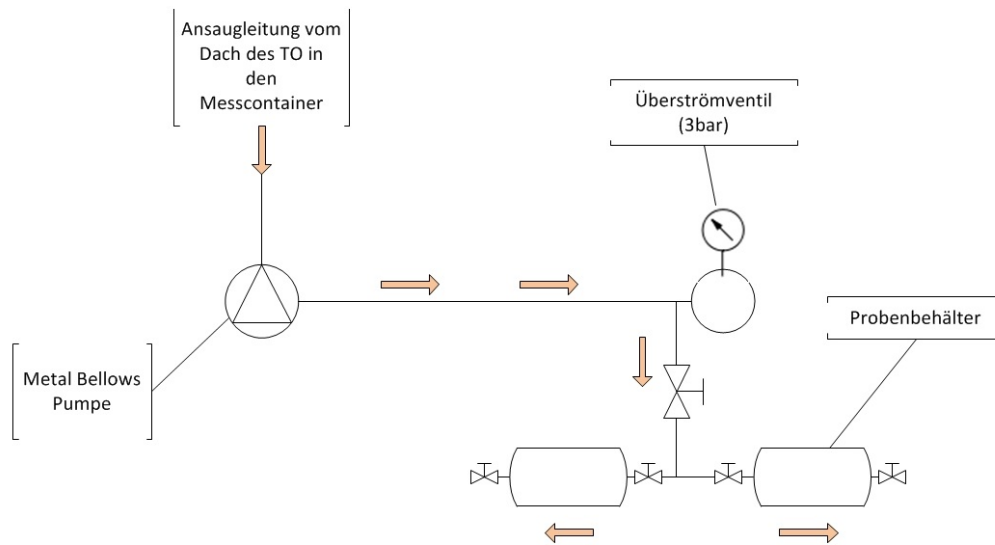 Ansaugleitung vom
Dach des TO in
den
Messcontainer
Überströmventil
(3bar)
Probenbehälter
Metal Bellows
Pumpe